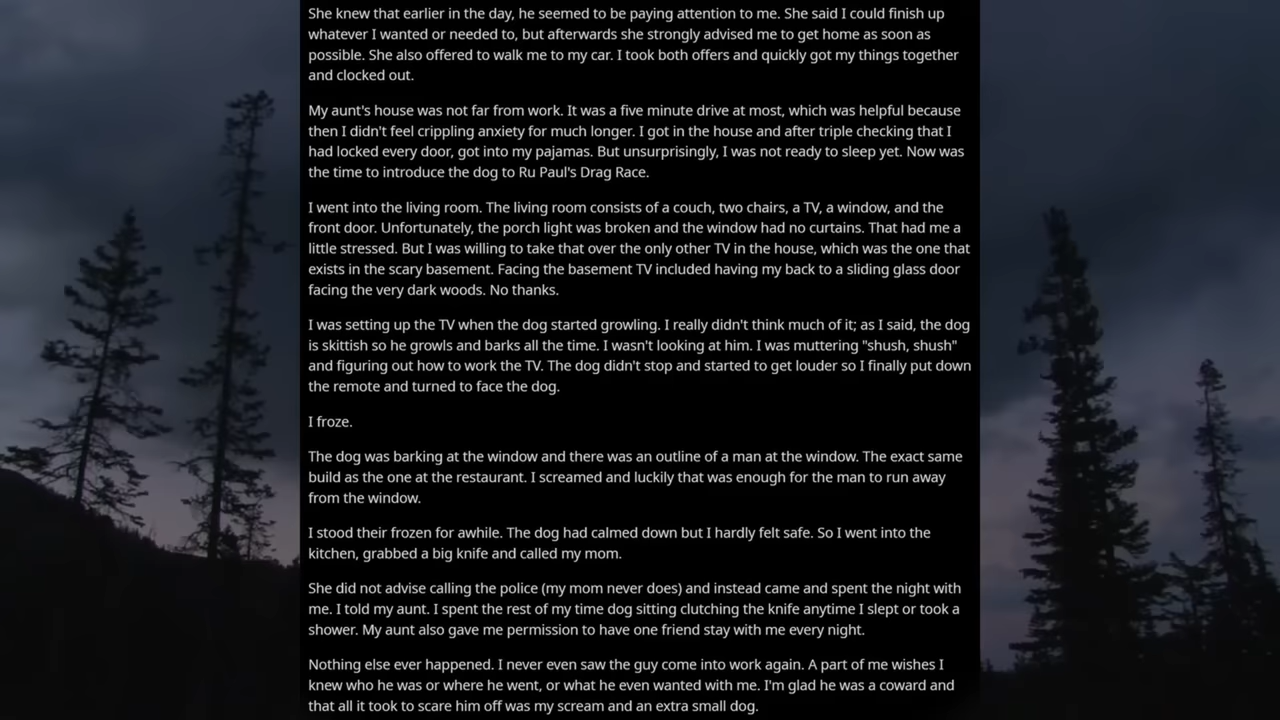 She knew that earlier in the day, he seemed to be paying attention to me. She said I could finish up
whatever I wanted or needed to, but afterwards she strongly advised me to get home as soon as
possible. She also offered to walk me to my car. I took both offers and quickly got my things together
and clocked out.
My aunt's house was not far from work. It was a five minute drive at most, which was helpful because
then I didn't feel crippling anxiety for much longer. I got in the house and after triple checking that I
had locked every door, got into my pajamas. But unsurprisingly, I was not ready to sleep yet. Now was
the time to introduce the dog to Ru Paul's Drag Race.
I went into the living room. The living room consists of a couch, two chairs, a TV, a window, and the
front door. Unfortunately, the porch light was broken and the window had no curtains. That had me a
little stressed. But I was willing to take that over the only other TV in the house, which was the one that
exists in the scary basement. Facing the basement TV included having my back to a sliding glass door
facing the very dark woods. No thanks.
I was setting up the TV when the dog started growling. I really didn't think much of it; as I said, the dog
is skittish so he growls and barks all the time. I wasn't looking at him. I was muttering "shush, shush"
and figuring out how to work the TV. The dog didn't stop and started to get louder so I finally put down
the remote and turned to face the dog.
I froze.
The dog was barking at the window and there was an outline of a man at the window. The exact same
build as the one at the restaurant. I screamed and luckily that was enough for the man to run away
from the window.
I stood their frozen for awhile. The dog had calmed down but I hardly felt safe. So I went into the
kitchen, grabbed a big knife and called my mom.
She did not advise calling the police (my mom never does) and instead came and spent the night with
me. I told my aunt. I spent the rest of my time dog sitting clutching the knife anytime I slept or took a
shower. My aunt also gave me permission to have one friend stay with me every night.
Nothing else ever happened. I never even saw the guy come into work again. A part of me wishes I
knew who he was or where he went, or what he even wanted with me. I'm glad he was a coward and
that all it took to scare him off was my scream and an extra small dog.